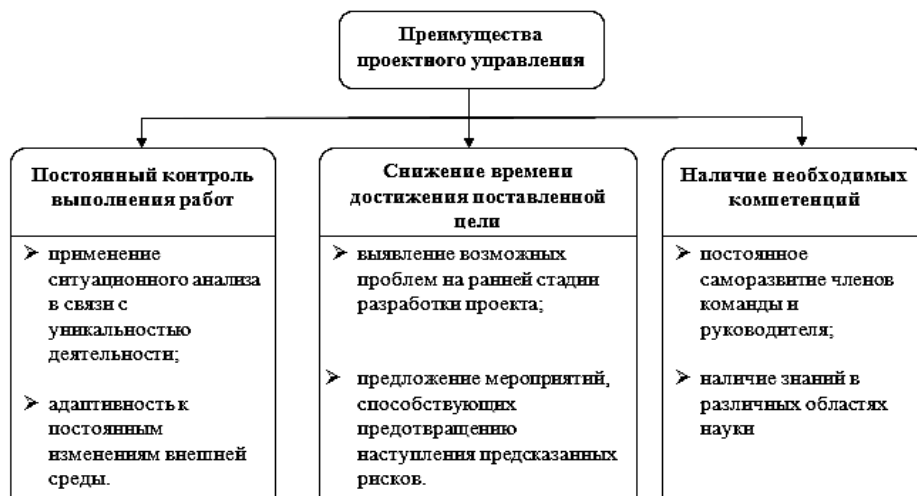 Преимущества
проектного управления
Постоянный контроль
выполнения работ
➢ применение
ситуационного анализа
в связи с
уникальностью
деятельности;
➢ адаптивность к
постоянным
изменениям внешней
среды.
Снижение времени
достижения поставленной
цели
➢ выявление возможных
проблем на ранней стадии
разработки проекта;
➢ предложение мероприятий,
способствующих
предотвращению
наступления предсказанных
рисков.
Наличие необходимых
компетенций
➢ постоянное
саморазвитие членов
команды и
руководителя;
➢ наличие знаний в
различных областях
науки